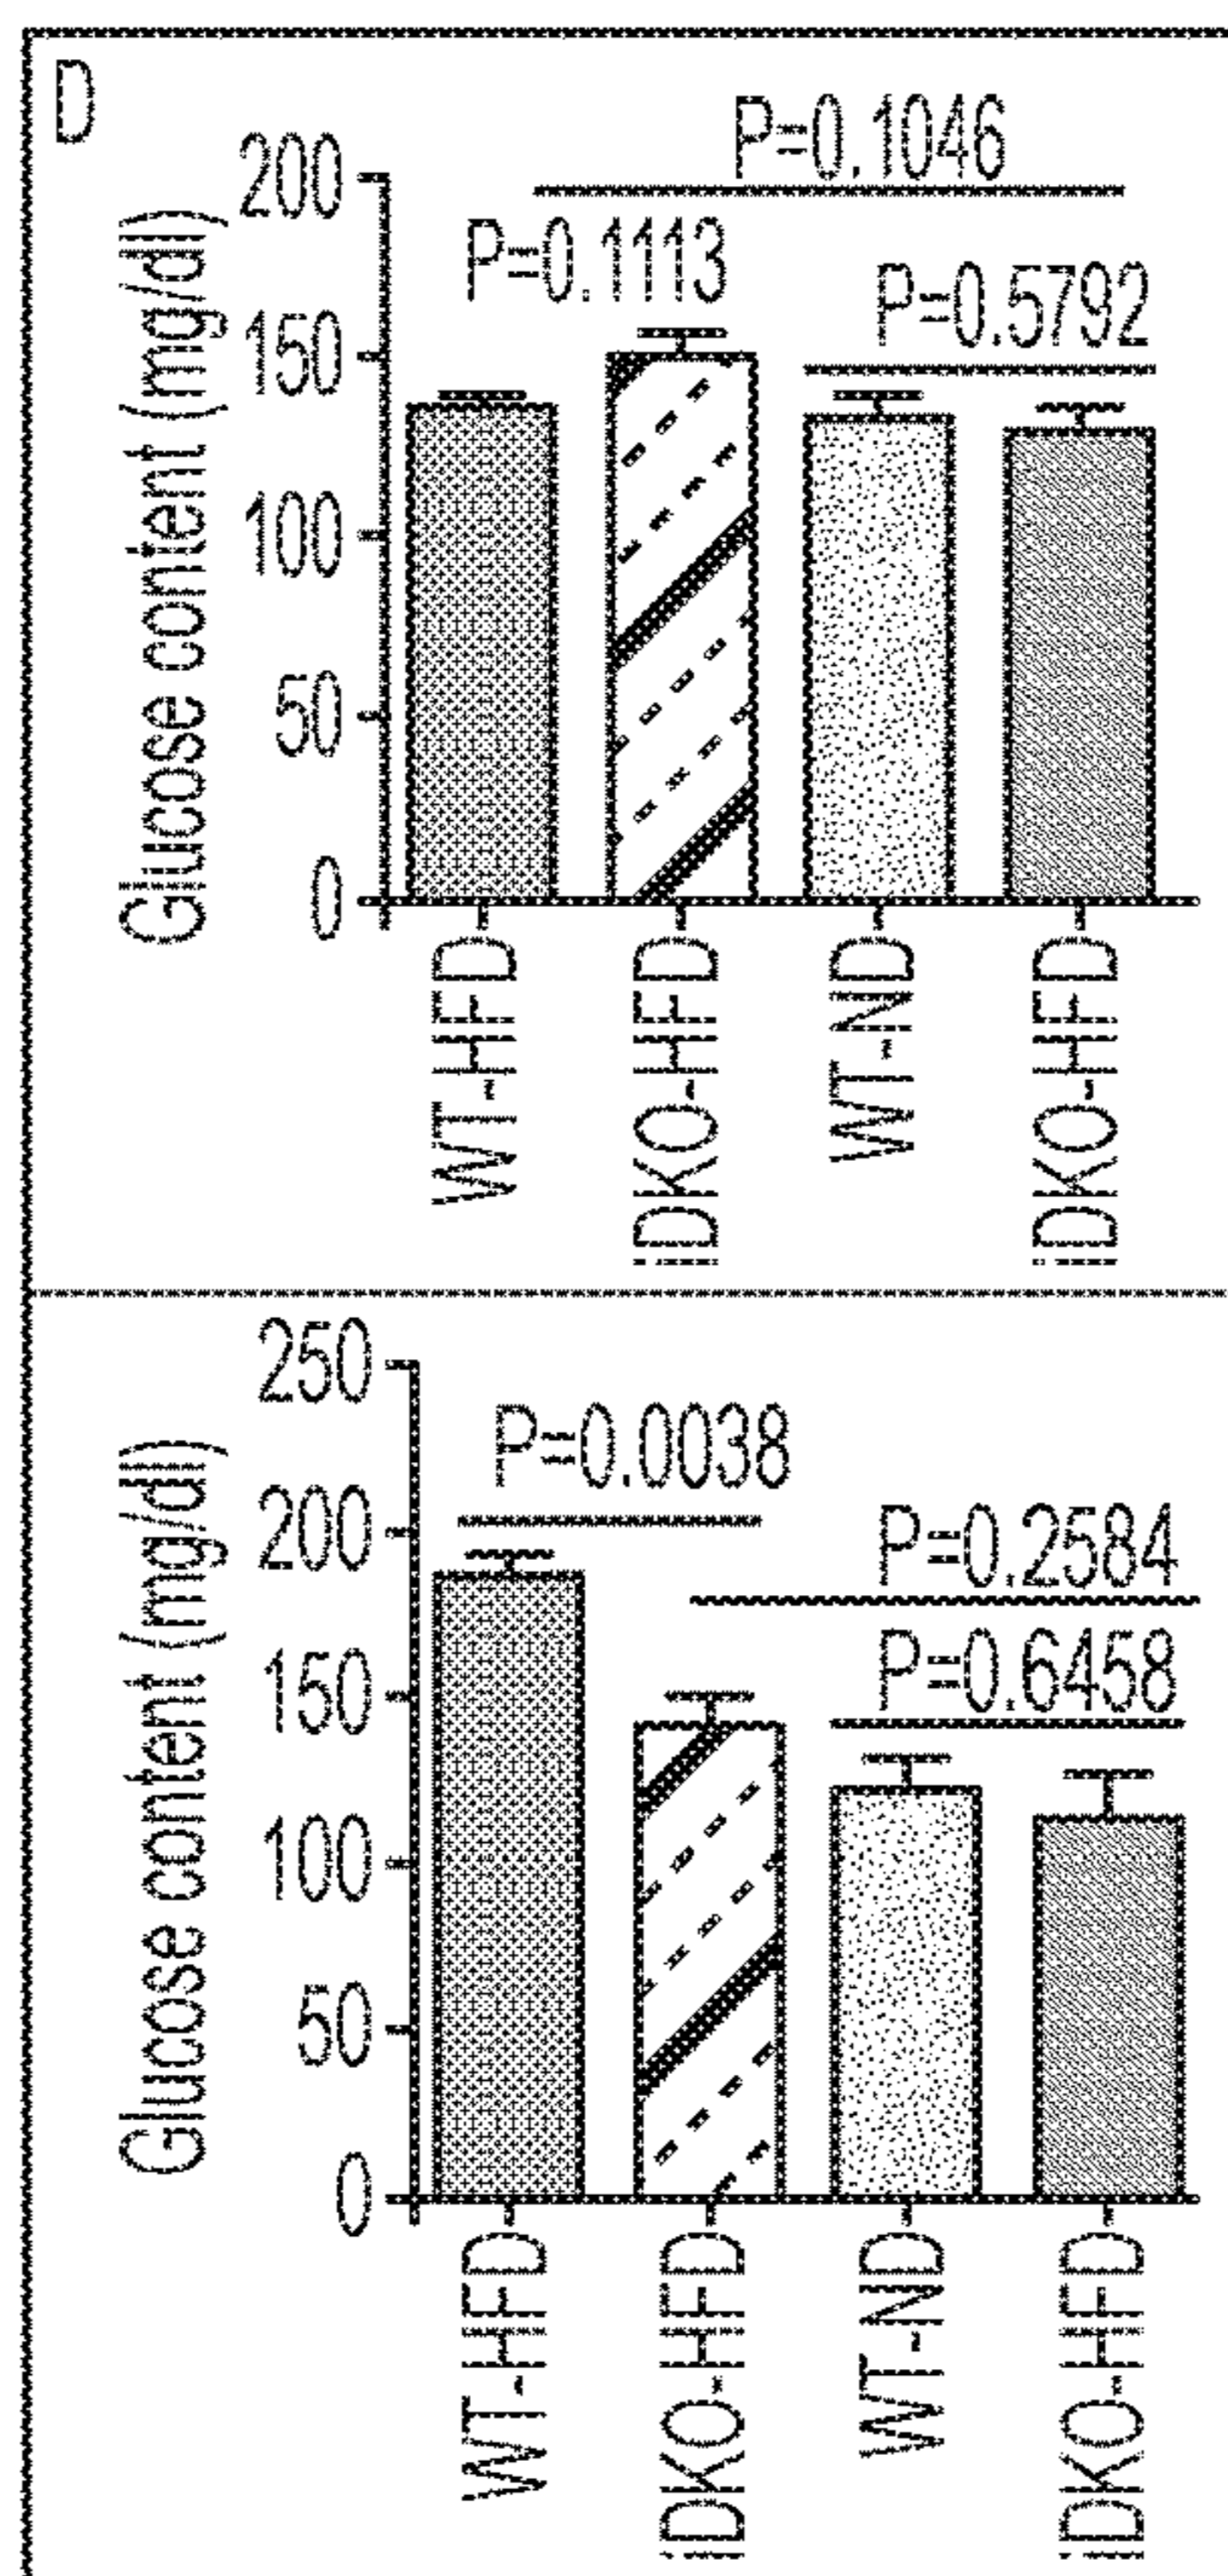 D
Glucose content (mg/dl)
200
150
100
50
0
P=0.1046
P=0.1113
P=0.5792
WT-HFD
iDKO-HFD
WT-ND
iDKO-HFD
Glucose content (mg/dl)
250
200
150
100
50
0
P=0.0038
P=0.2584
P=0.6458
WT-HFD
iDKO-HFD
WT-ND
iDKO-HFD